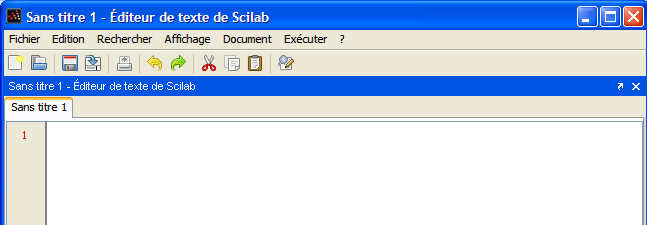 Sans titre 1 - Éditeur de texte de Scilab
Fichier Edition Rechercher Affichage Document Exécuter ?
Sans titre 1 - Éditeur de texte de Scilab
Sans titre 1
1